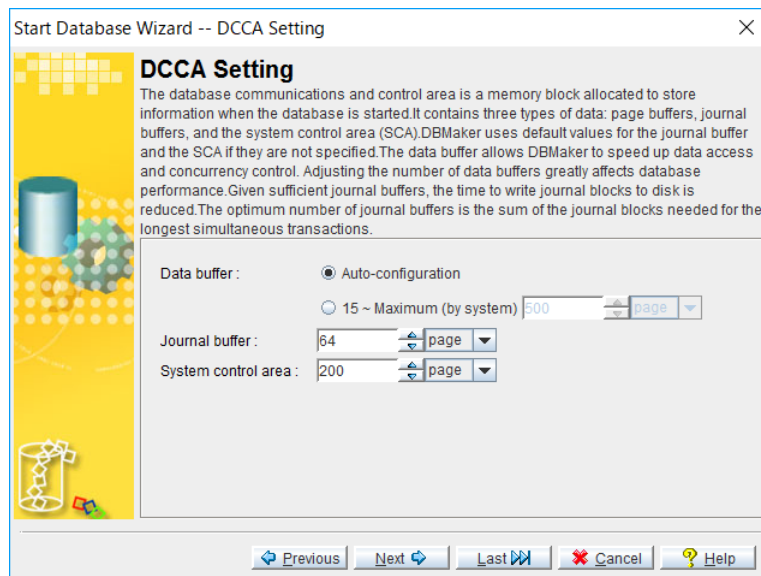 Start Database Wizard -- DCCA Setting
DCCA Setting
The database communications and control area is a memory block allocated to store
information when the database is started.It contains three types of data: page buffers, journal
buffers, and the system control area (SCA).DBMaker uses default values for the journal buffer
and the SCA if they are not specified.The data buffer allows DBMaker to speed up data access
and concurrency control. Adjusting the number of data buffers greatly affects database
performance.Given sufficient journal buffers, the time to write journal blocks to disk is
reduced.The optimum number of journal buffers is the sum of the journal blocks needed for the
longest simultaneous transactions.
Data buffer : Auto-configuration
15 ~ Maximum (by system) 500 page
Journal buffer : 64 page
System control area : 200 page
Previous Next Last Cancel Help